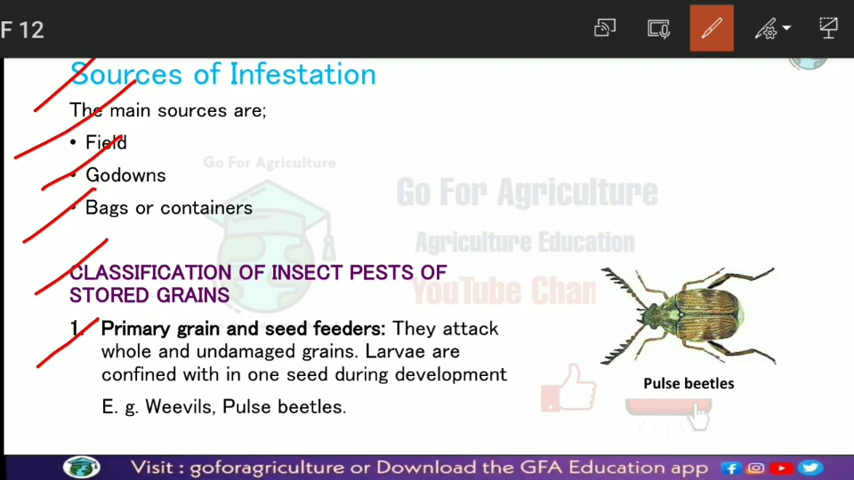 F 12
Sources of Infestation
The main sources are;
• Field
Go For Agriculture
• Godowns
Go For Agriculture
• Bags or containers
Agriculture Education
CLASSIFICATION OF INSECT PESTS OF
STORED GRAINS
YouTube Chan
1. Primary grain and seed feeders: They attack
whole and undamaged grains. Larvae are
confined with in one seed during development
Pulse beetles
E. g. Weevils, Pulse beetles.
Visit : goforagriculture or Download the GFA Education app